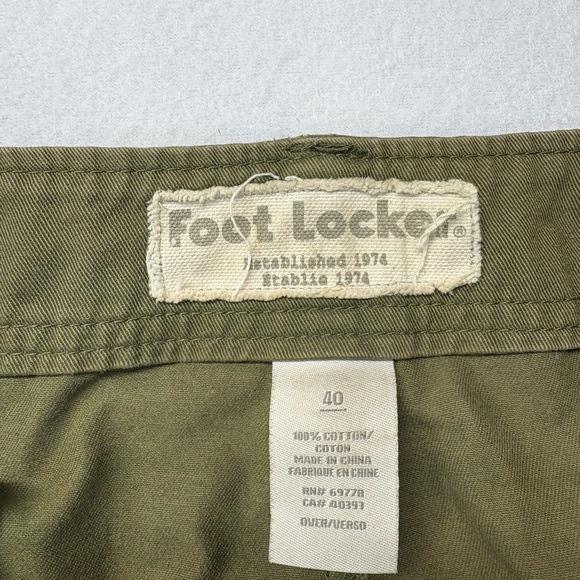 Foot Locker®
Established 1974
Établie 1974
40
100% COTTON/
COTON
MADE IN CHINA
FABRIQUÉ EN CHINE
RN# 69778
CA# 40393
OVER/VERSO